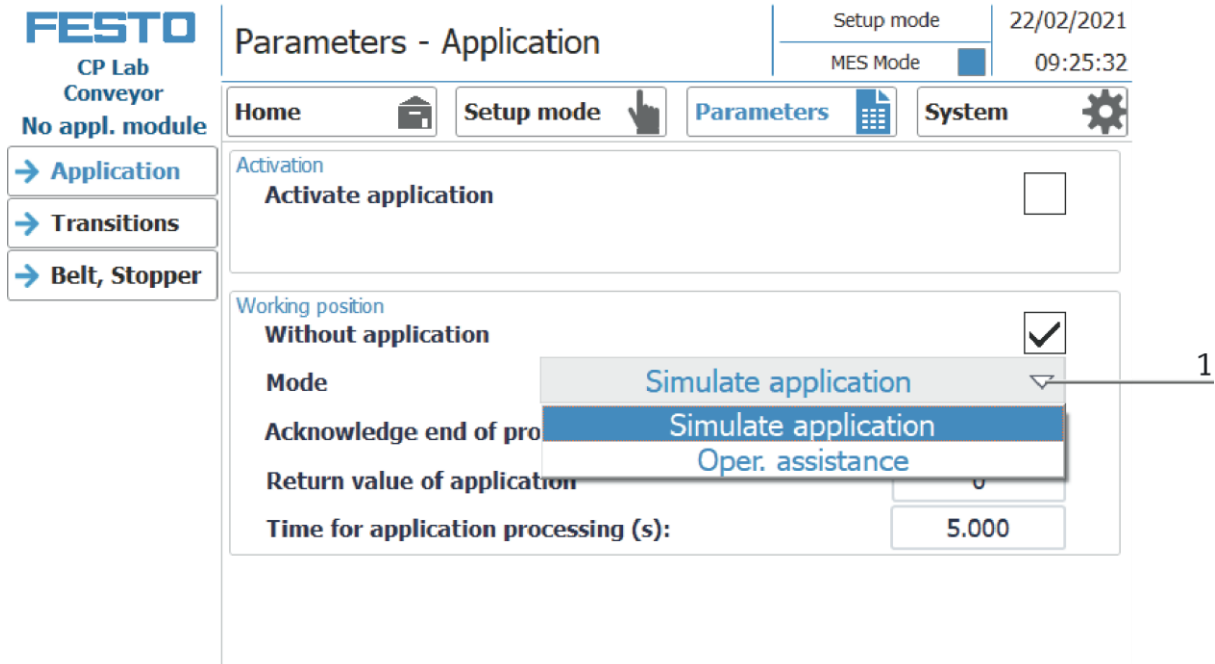 FESTO
CP Lab
Conveyor
No appl. module
Parameters - Application
Setup mode
MES Mode
22/02/2021
09:25:32
Home
Setup mode
Parameters
System
Application
Transitions
Belt, Stopper
Activation
Activate application
Working position
Without application
Mode
Simulate application
1
Simulate application
Oper. assistance
Acknowledge end of pro
Return value of application
Time for application processing (s):
5.000